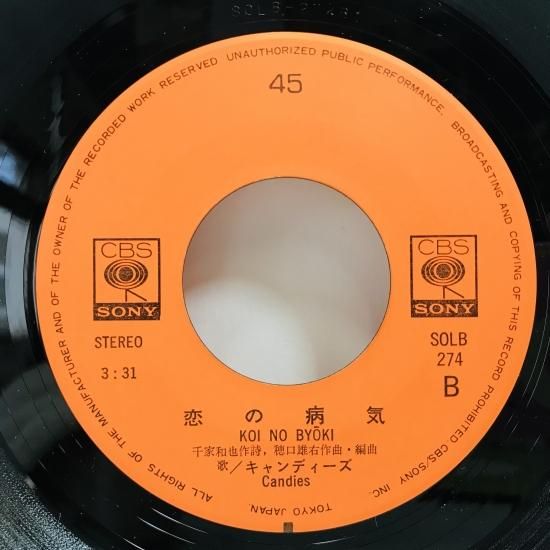 45
ALL RIGHTS OF THE MANUFACTURER AND OF THE OWNER OF THE RECORDED WORK RESERVED UNAUTHORIZED PUBLIC PERFORMANCE, BROADCASTING AND COPYING OF THIS RECORD PROHIBITED CBS/SONY INC. TOKYO JAPAN.
CBS
SONY
CBS
SONY
STEREO
3:31
SOLB
274
B
恋の病気
KOI NO BYŌKI
千家和也作詩, 穂口雄右作曲・編曲
歌/キャンディーズ
Candies